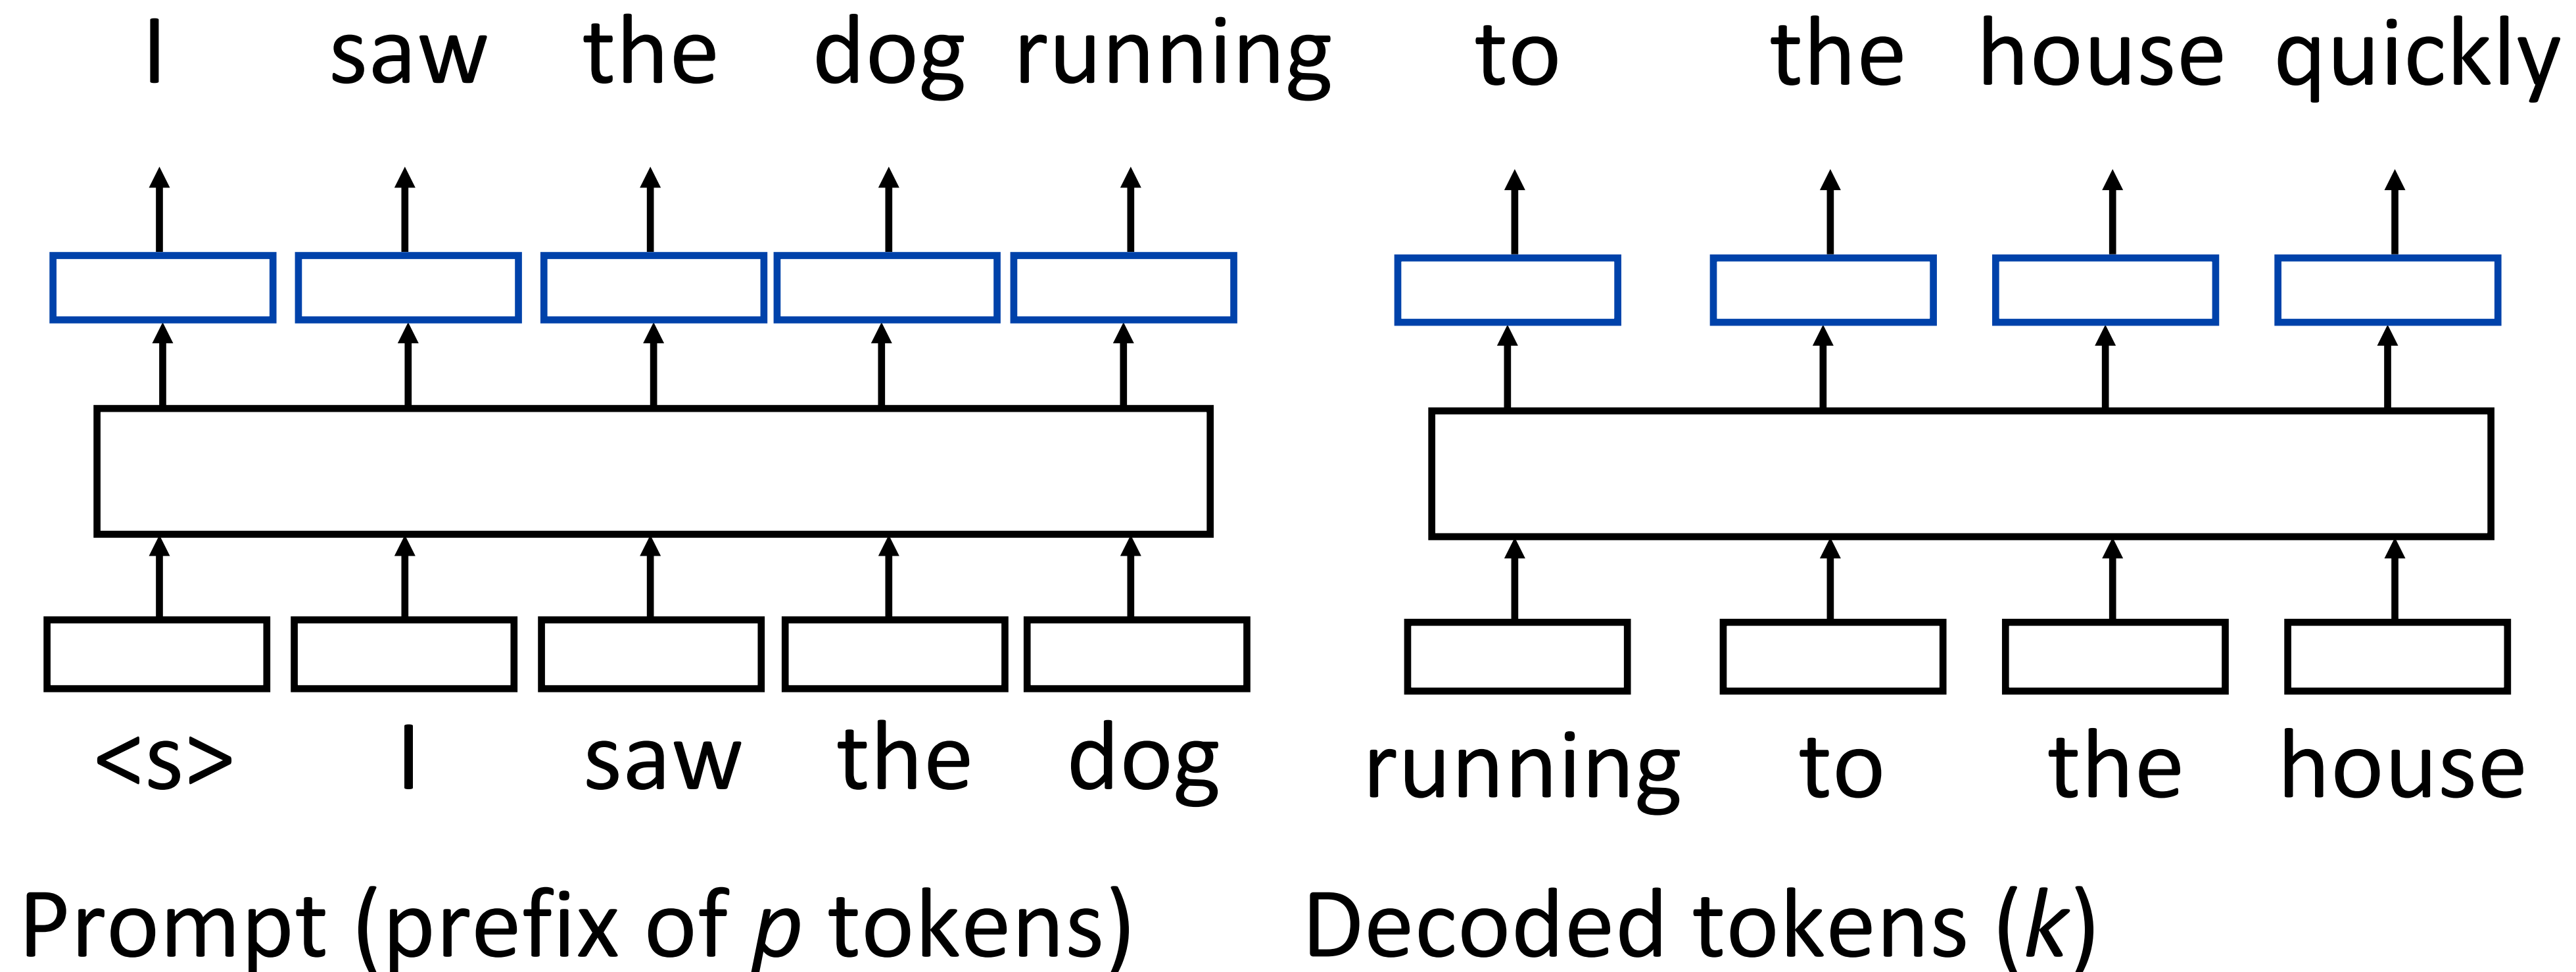 I saw the dog running to the house quickly
<s> I saw the dog running to the house
Prompt (prefix of p tokens) Decoded tokens (k)